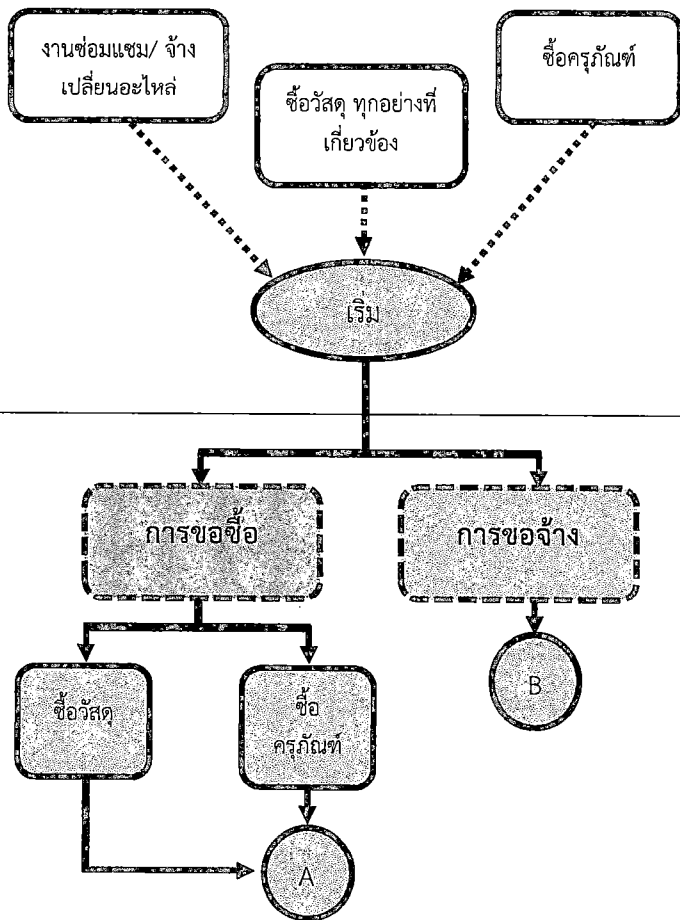 งานซ่อมแซม/ จ้าง
เปลี่ยนอะไหล่
ซื้อวัสดุ ทุกอย่างที่
เกี่ยวข้อง
ซื้อครุภัณฑ์
เริ่ม
การขอซื้อ
การขอจ้าง
ซื้อวัสดุ
ซื้อ
ครุภัณฑ์
B
A